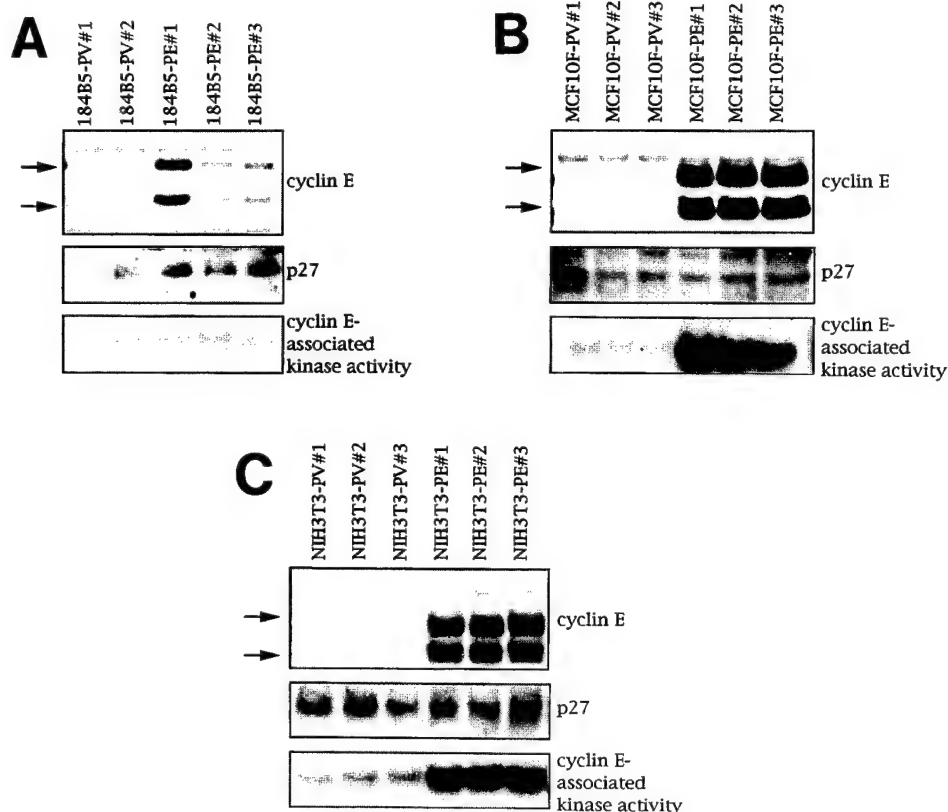 A
184B5-PV#1
184B5-PV#2
184B5-PE#1
184B5-PE#2
184B5-PE#3
cyclin E
p27
cyclin E-
associated
kinase activity
B
MCF10F-PV#1
MCF10F-PV#2
MCF10F-PV#3
MCF10F-PE#1
MCF10F-PE#2
MCF10F-PE#3
cyclin E
p27
cyclin E-
associated
kinase activity
C
NIH3T3-PV#1
NIH3T3-PV#2
NIH3T3-PV#3
NIH3T3-PE#1
NIH3T3-PE#2
NIH3T3-PE#3
cyclin E
p27
cyclin E-
associated
kinase activity